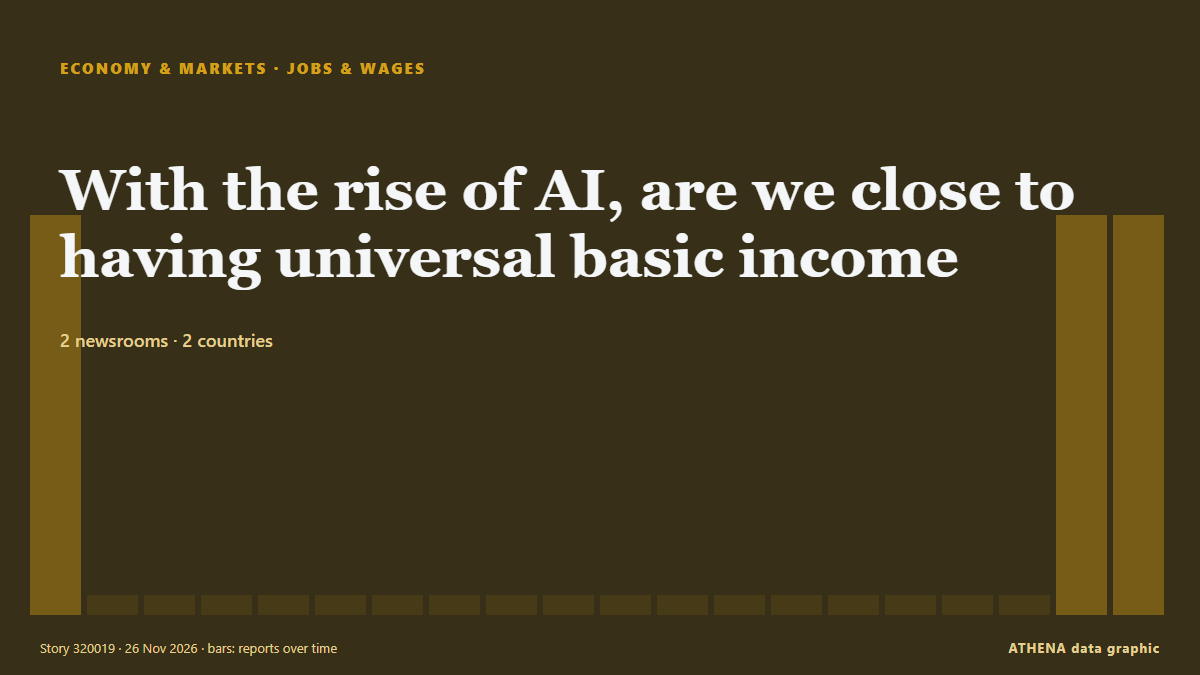 ECONOMY & MARKETS · JOBS & WAGES
With the rise of AI, are we close to
having universal basic income
2 newsrooms · 2 countries
Story 320019 · 26 Nov 2026 · bars: reports over time
ATHENA data graphic